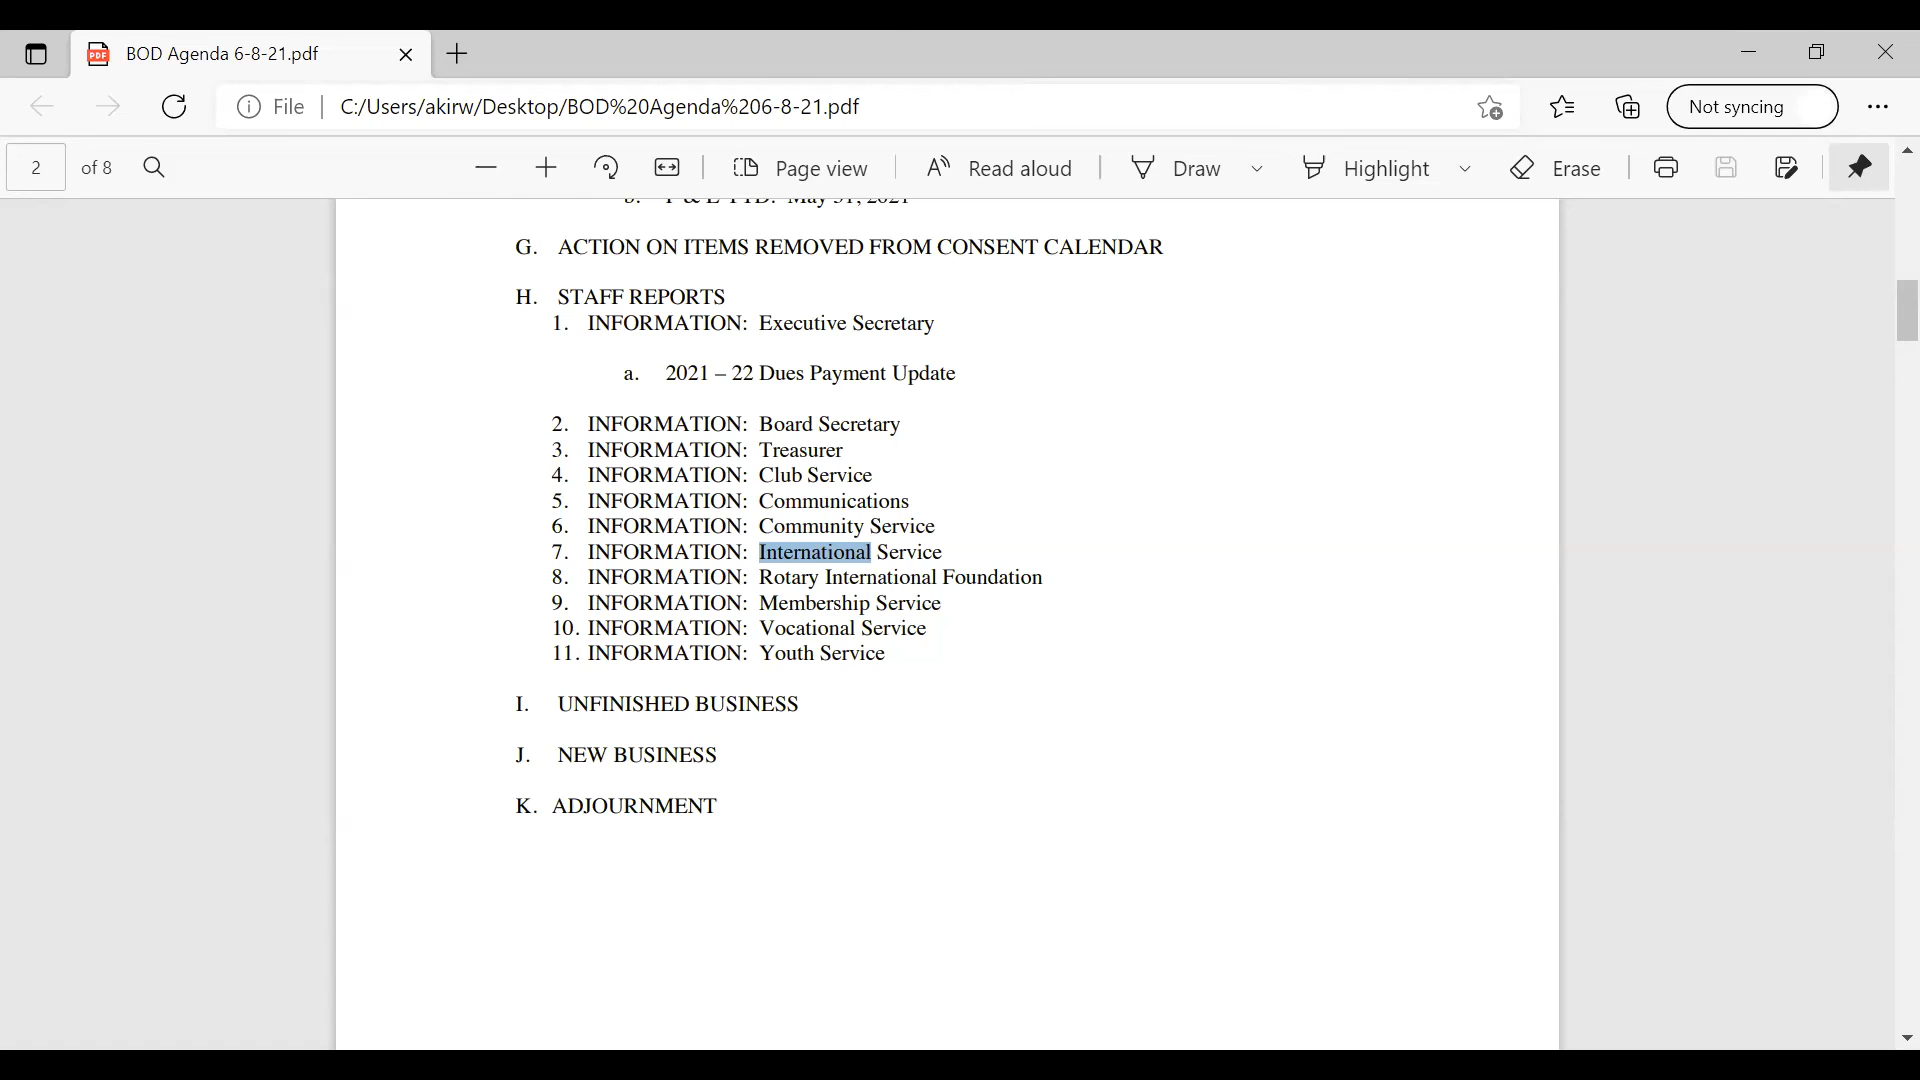 BOD Agenda 6-8-21.pdf
File C:/Users/akirw/Desktop/BOD%20Agenda%206-8-21.pdf Not syncing
2 of 8 Page view Read aloud Draw Highlight Erase
b. P & L YTD: May 31, 2021
G. ACTION ON ITEMS REMOVED FROM CONSENT CALENDAR
H. STAFF REPORTS
1. INFORMATION: Executive Secretary
a. 2021 – 22 Dues Payment Update
2. INFORMATION: Board Secretary
3. INFORMATION: Treasurer
4. INFORMATION: Club Service
5. INFORMATION: Communications
6. INFORMATION: Community Service
7. INFORMATION: International Service
8. INFORMATION: Rotary International Foundation
9. INFORMATION: Membership Service
10. INFORMATION: Vocational Service
11. INFORMATION: Youth Service
I. UNFINISHED BUSINESS
J. NEW BUSINESS
K. ADJOURNMENT